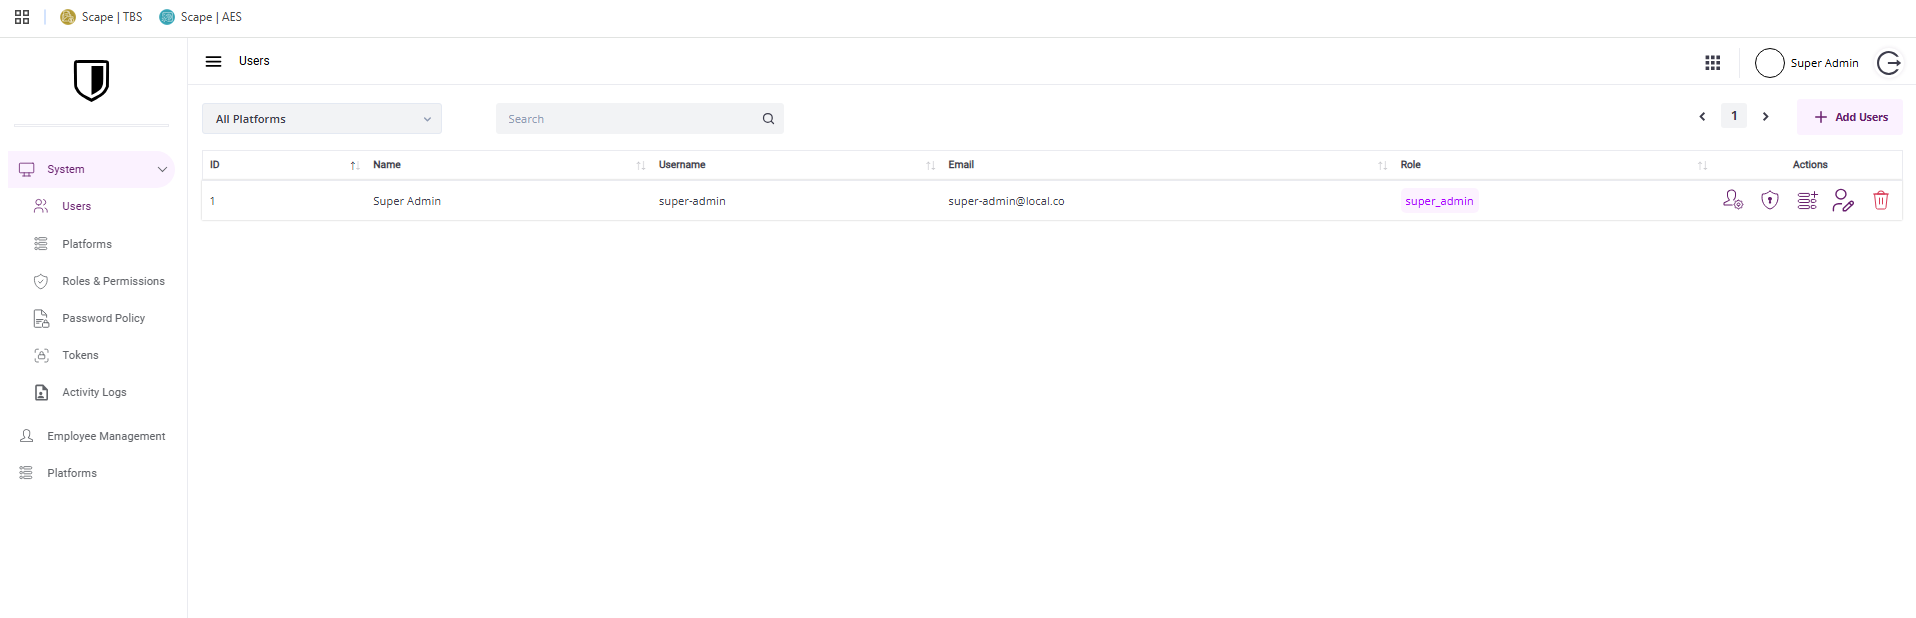 Scape | TBS Scape | AES
Users
Super Admin
All Platforms
Search
1
Add Users
System
Users
Platforms
Roles & Permissions
Password Policy
Tokens
Activity Logs
Employee Management
Platforms
ID Name Username Email Role Actions
1 Super Admin super-admin super-admin@local.co super_admin